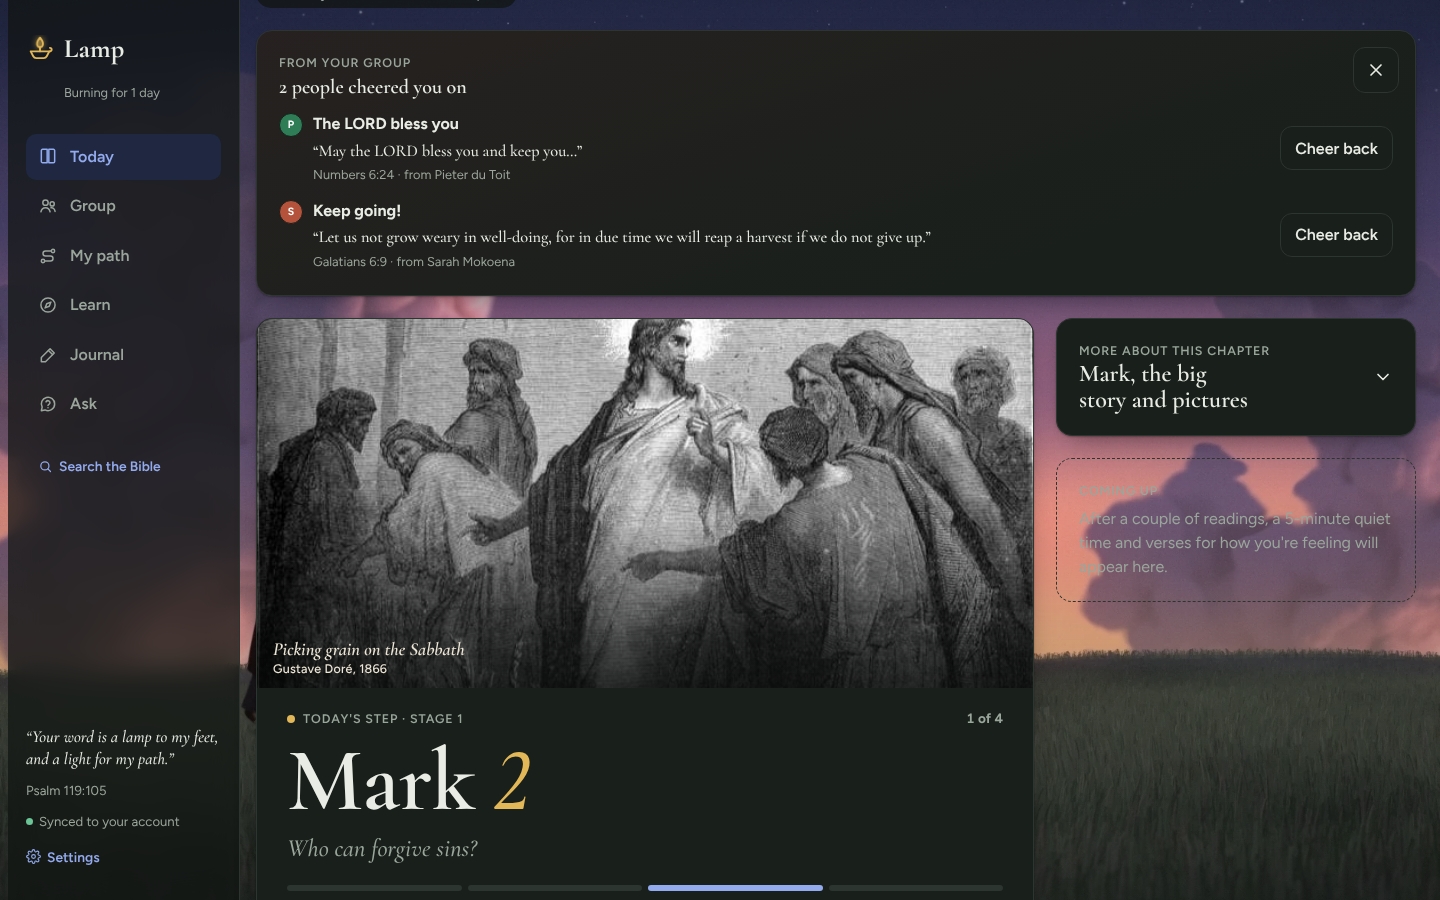 Lamp
Burning for 1 day
Today
Group
My path
Learn
Journal
Ask
Search the Bible
“Your word is a lamp to my feet,
and a light for my path.”
Psalm 119:105
Synced to your account
Settings
FROM YOUR GROUP
2 people cheered you on
P
The LORD bless you
“May the LORD bless you and keep you…”
Numbers 6:24 · from Pieter du Toit
Cheer back
S
Keep going!
“Let us not grow weary in well-doing, for in due time we will reap a harvest if we do not give up.”
Galatians 6:9 · from Sarah Mokoena
Cheer back
Picking grain on the Sabbath
Gustave Doré, 1866
TODAY'S STEP · STAGE 1
1 of 4
Mark 2
Who can forgive sins?
MORE ABOUT THIS CHAPTER
Mark, the big
story and pictures
COMING UP
After a couple of readings, a 5-minute quiet
time and verses for how you're feeling will
appear here.